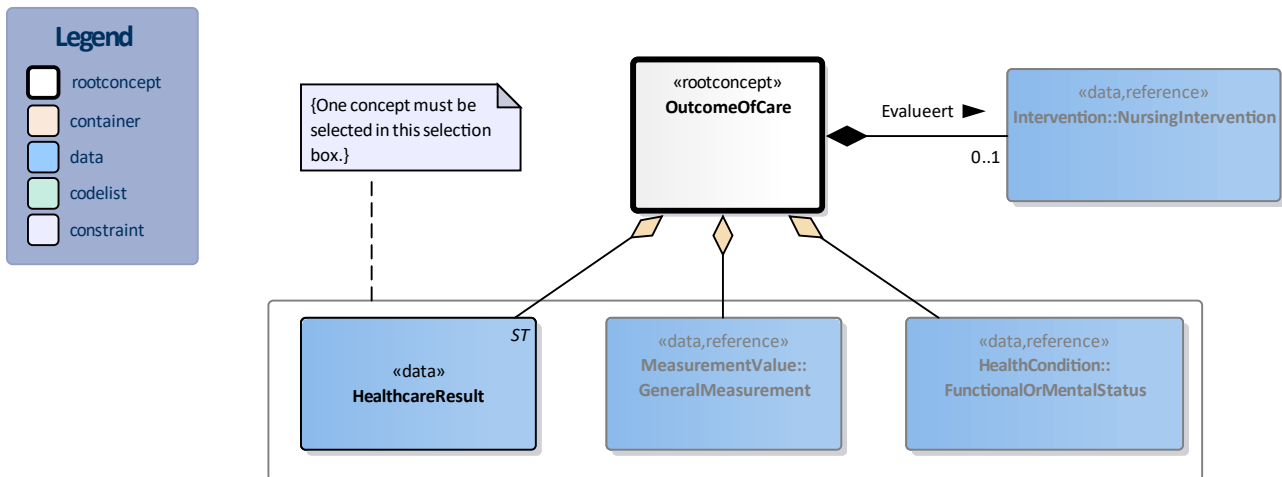 Legend
rootconcept
container
data
codelist
constraint
{One concept must be
selected in this selection
box.}
«rootconcept»
OutcomeOfCare
Evalueert
0..1
«data,reference»
Intervention::NursingIntervention
ST
«data»
HealthcareResult
«data,reference»
MeasurementValue::
GeneralMeasurement
«data,reference»
HealthCondition::
FunctionalOrMentalStatus